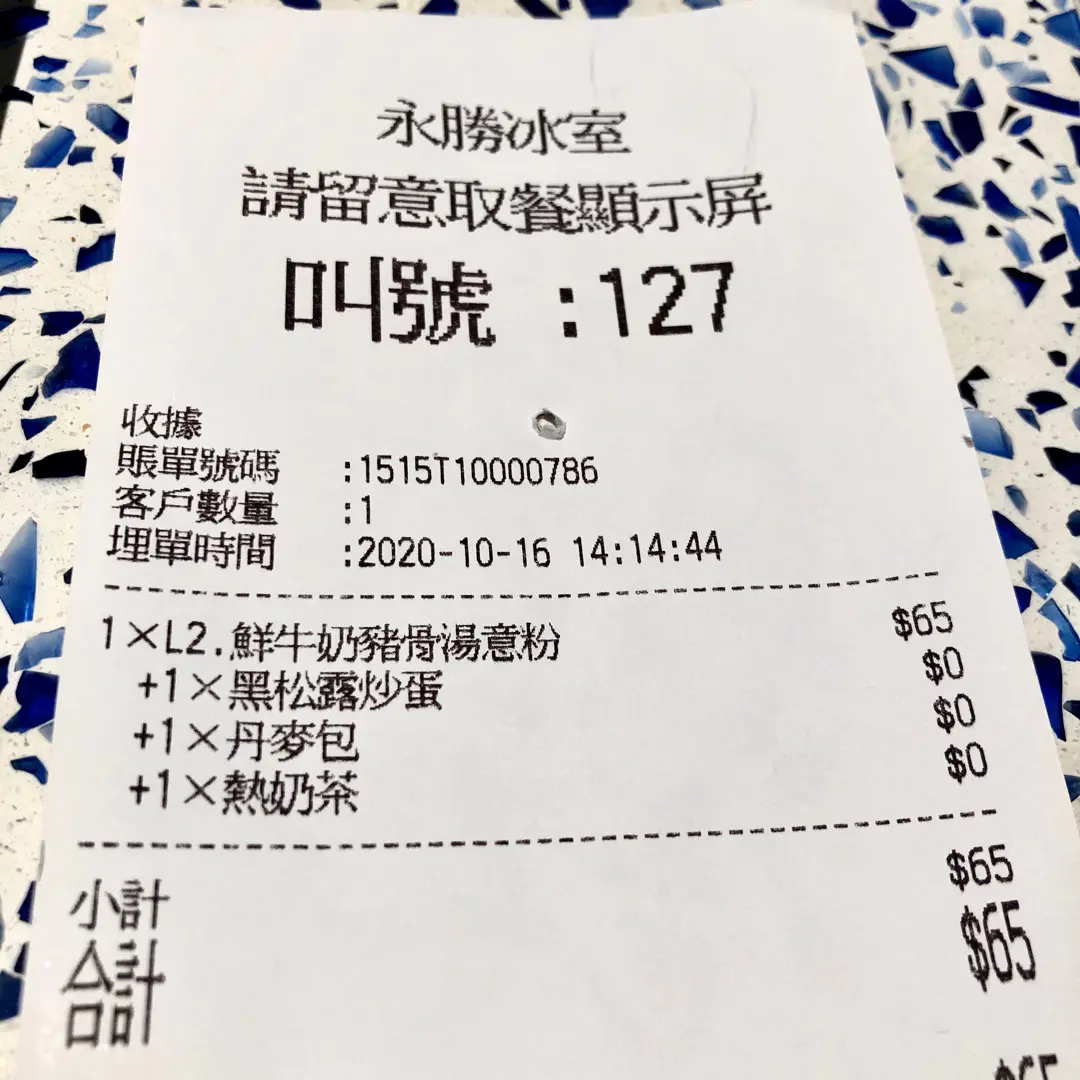 永勝冰室
請留意取餐顯示屏
叫號 :127
收據
賬單號碼 :1515T10000786
客戶數量 :1
埋單時間 :2020-10-16 14:14:44
1×L2.鮮牛奶豬骨湯意粉 $65
+1×黑松露炒蛋 $0
+1×丹麥包 $0
+1×熱奶茶 $0
小計 $65
合計 $65